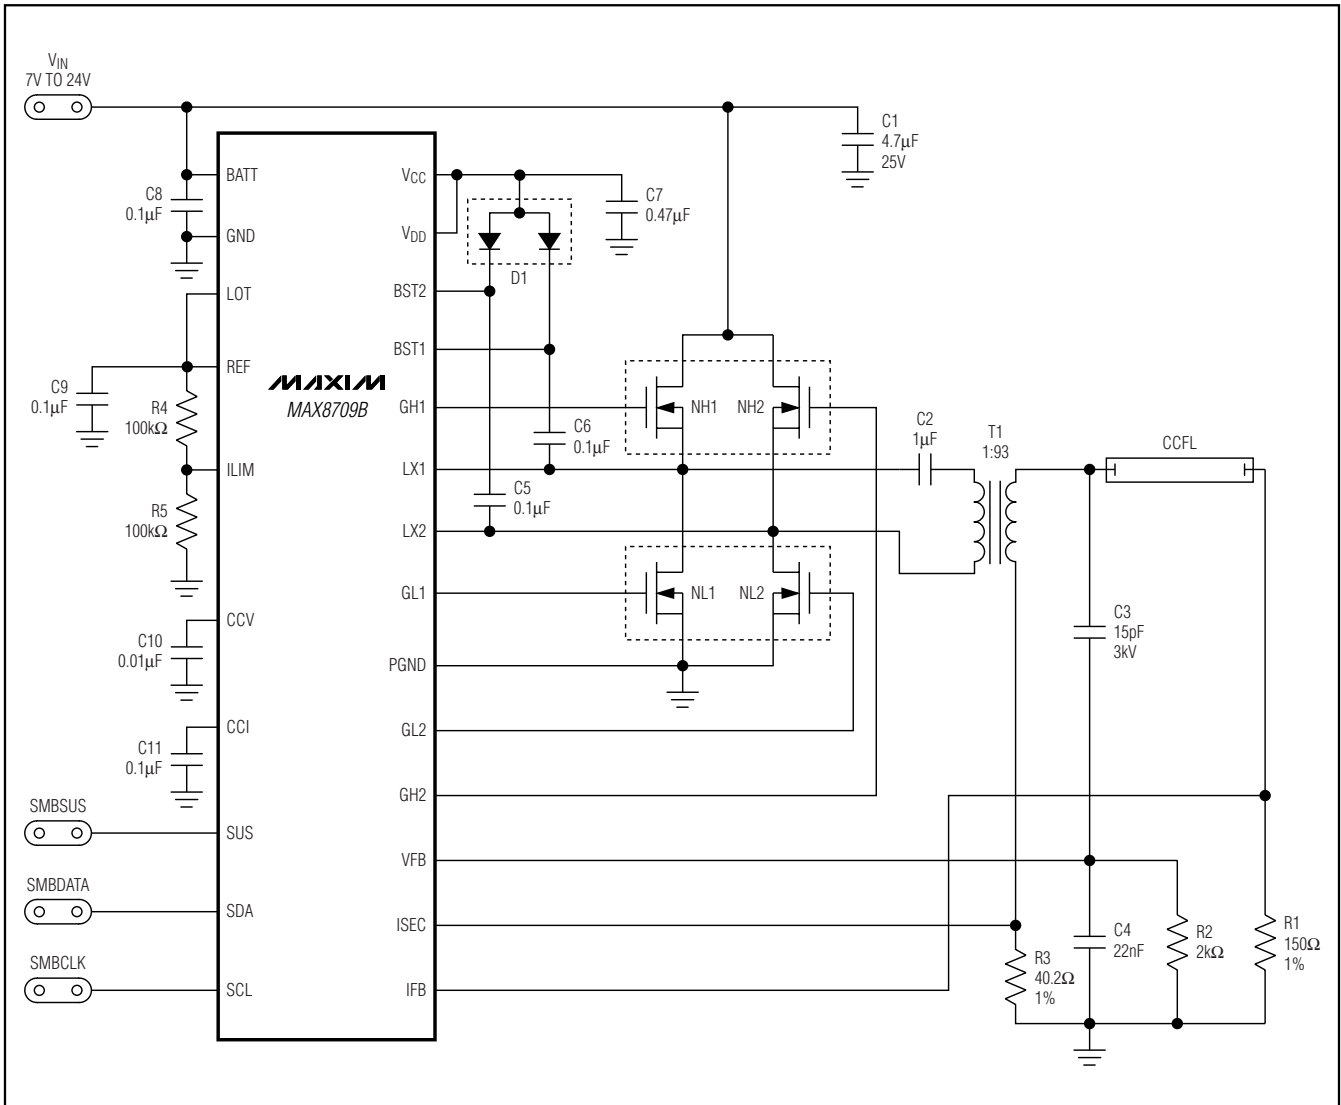 VIN
7V TO 24V
C1
4.7µF
25V
C8
0.1µF
BATT
GND
LOT
REF
C9
0.1µF
R4
100kΩ
ILIM
R5
100kΩ
CCV
C10
0.01µF
CCI
C11
0.1µF
SMBSUS
SUS
SMBDATA
SDA
SMBCLK
SCL
MAXIM
MAX8709B
VCC
VDD
BST2
BST1
GH1
LX1
LX2
GL1
PGND
GL2
GH2
VFB
ISEC
IFB
C7
0.47µF
D1
C6
0.1µF
C5
0.1µF
NH1
NH2
NL1
NL2
C2
1µF
T1
1:93
CCFL
C3
15pF
3kV
C4
22nF
R3
40.2Ω
1%
R2
2kΩ
R1
150Ω
1%